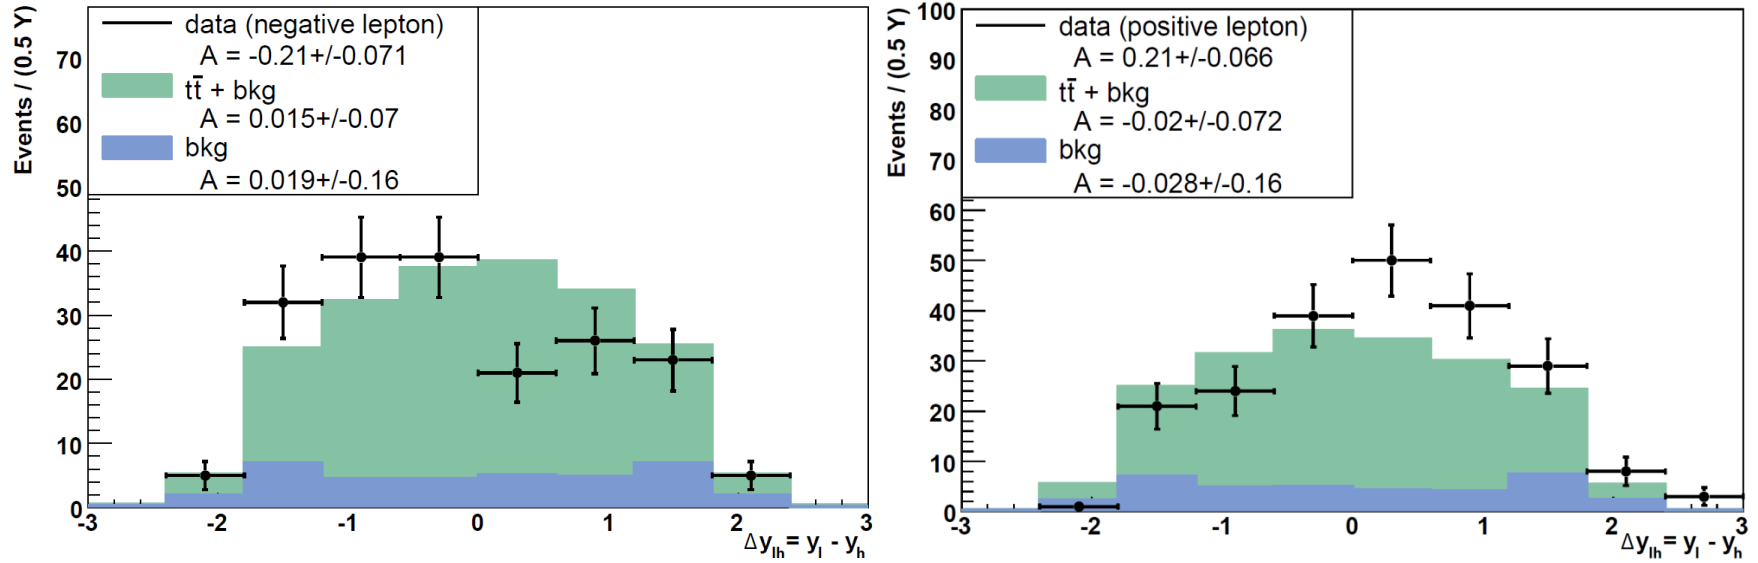 Events / (0.5 Y)
data (negative lepton)
A = -0.21+/-0.071
tt̄ + bkg
A = 0.015+/-0.07
bkg
A = 0.019+/-0.16
70
60
50
40
30
20
10
0
-3 -2 -1 0 1 2 3
Δy_lh = y_l - y_h
Events / (0.5 Y)
data (positive lepton)
A = 0.21+/-0.066
tt̄ + bkg
A = -0.02+/-0.072
bkg
A = -0.028+/-0.16
100
90
80
70
60
50
40
30
20
10
0
-3 -2 -1 0 1 2 3
Δy_lh = y_l - y_h